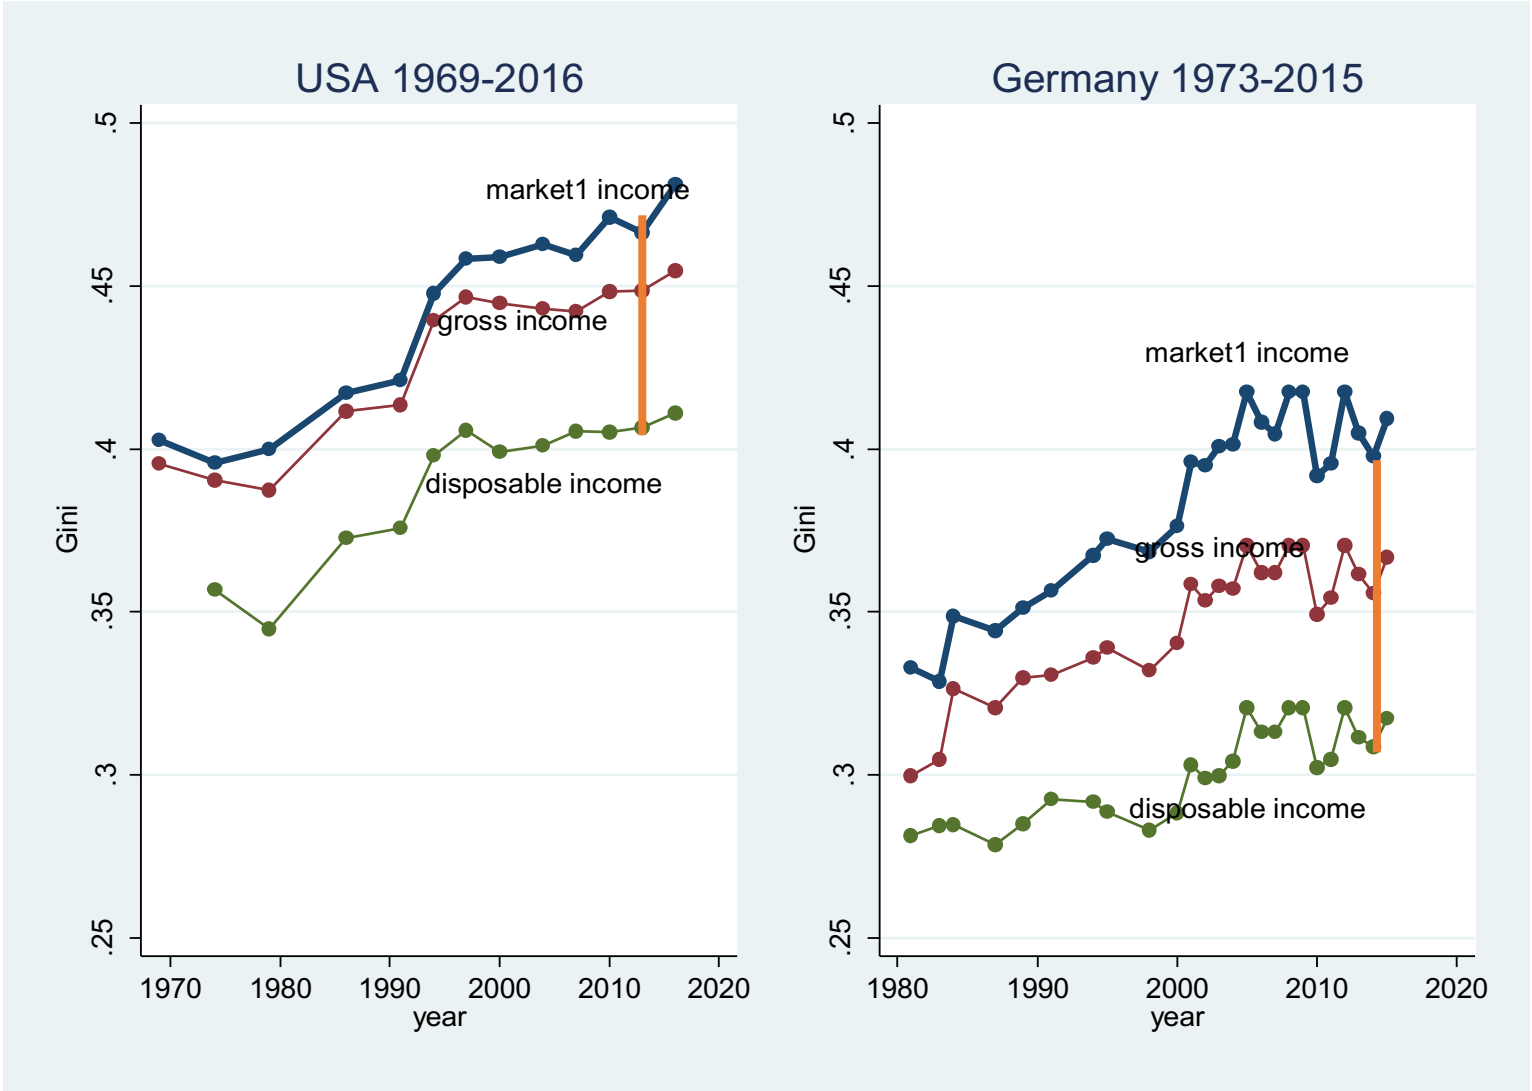 USA 1969-2016
.5
.45
.4
.35
.3
.25
Gini
market1 income
gross income
disposable income
1970 1980 1990 2000 2010 2020
year
Germany 1973-2015
.5
.45
.4
.35
.3
.25
Gini
market1 income
gross income
disposable income
1980 1990 2000 2010 2020
year